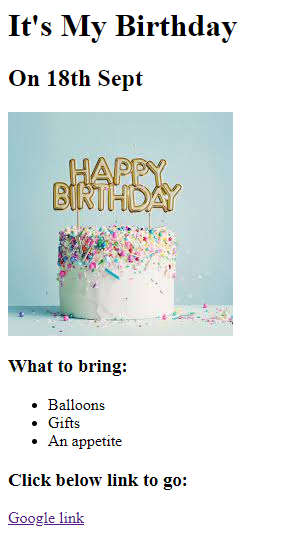 It's My Birthday
On 18th Sept
HAPPY
BIRTHDAY
What to bring:
Balloons
Gifts
An appetite
Click below link to go:
Google link